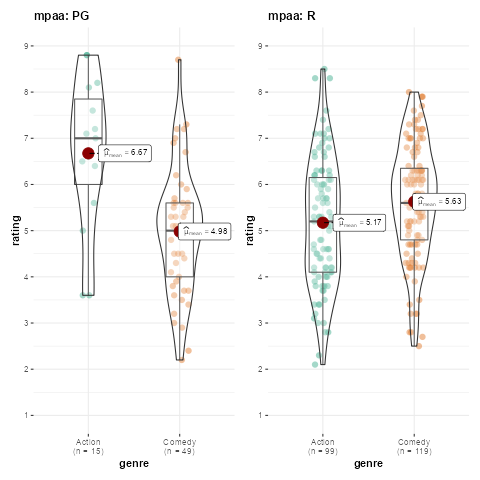 mpaa: PG
rating
9
8
7
6
5
4
3
2
1
μ̂mean = 6.67
μ̂mean = 4.98
Action
(n = 15)
Comedy
(n = 49)
genre
mpaa: R
rating
9
8
7
6
5
4
3
2
1
μ̂mean = 5.17
μ̂mean = 5.63
Action
(n = 99)
Comedy
(n = 119)
genre